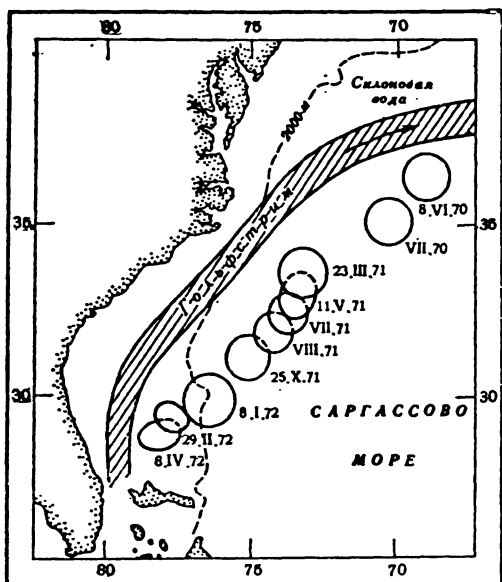 80
75
70
Склоновая
вода
2000 м
Гольфстрим
35
35
8,VI,70
VII,70
23,III,71
11,V,71
VII,71
VIII,71
25,X,71
8,I,72
29,II,72
6,IV,72
30
30
САРГАССОВО
МОРЕ
80
75
70